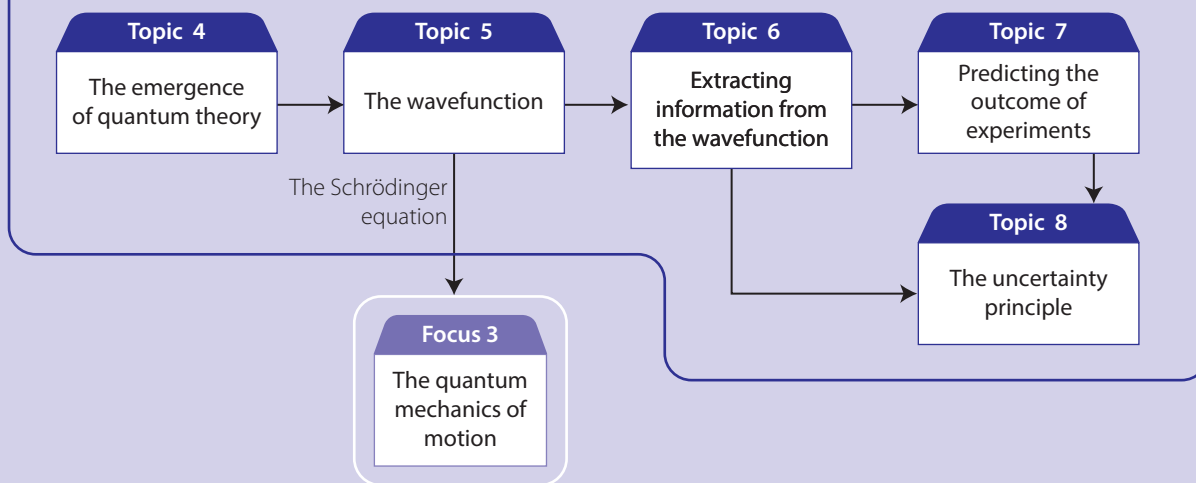 Topic 4
The emergence
of quantum theory
Topic 5
The wavefunction
Topic 6
Extracting
information from
the wavefunction
Topic 7
Predicting the
outcome of
experiments
The Schrödinger
equation
Topic 8
The uncertainty
principle
Focus 3
The quantum
mechanics of
motion